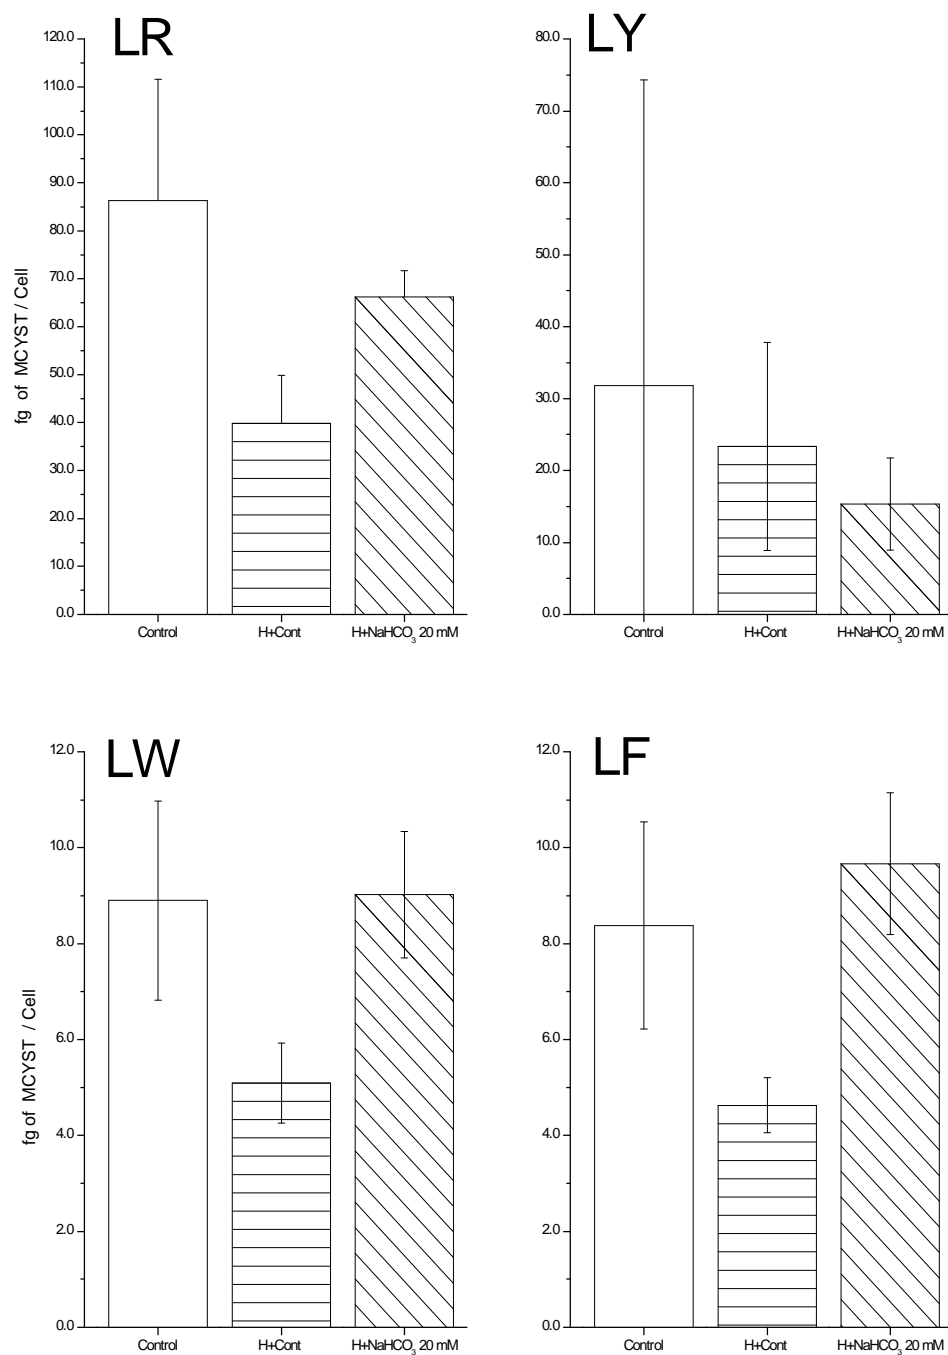 LR
120.0
110.0
100.0
90.0
80.0
70.0
60.0
50.0
40.0
30.0
20.0
10.0
0.0
fg of MCYST / Cell
Control
H+Cont
H+NaHCO3 20 mM
LY
80.0
70.0
60.0
50.0
40.0
30.0
20.0
10.0
0.0
Control
H+Cont
H+NaHCO3 20 mM
LW
12.0
10.0
8.0
6.0
4.0
2.0
0.0
fg of MCYST / Cell
Control
H+Cont
H+NaHCO3 20 mM
LF
12.0
10.0
8.0
6.0
4.0
2.0
0.0
Control
H+Cont
H+NaHCO3 20 mM